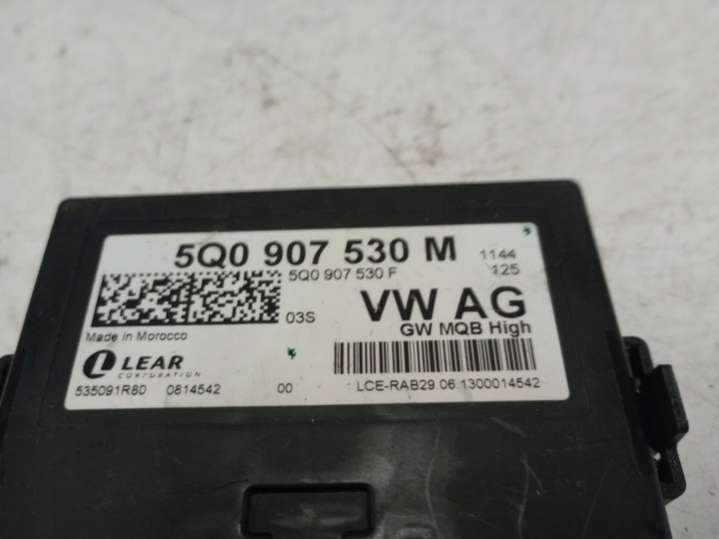 5Q0 907 530 M 1144
5Q0 907 530 F 125
03S VW AG
GW MQB High
Made in Morocco
LEAR
CORPORATION
535091R80 0814542 00 LCE-RAB29.06.1300014542